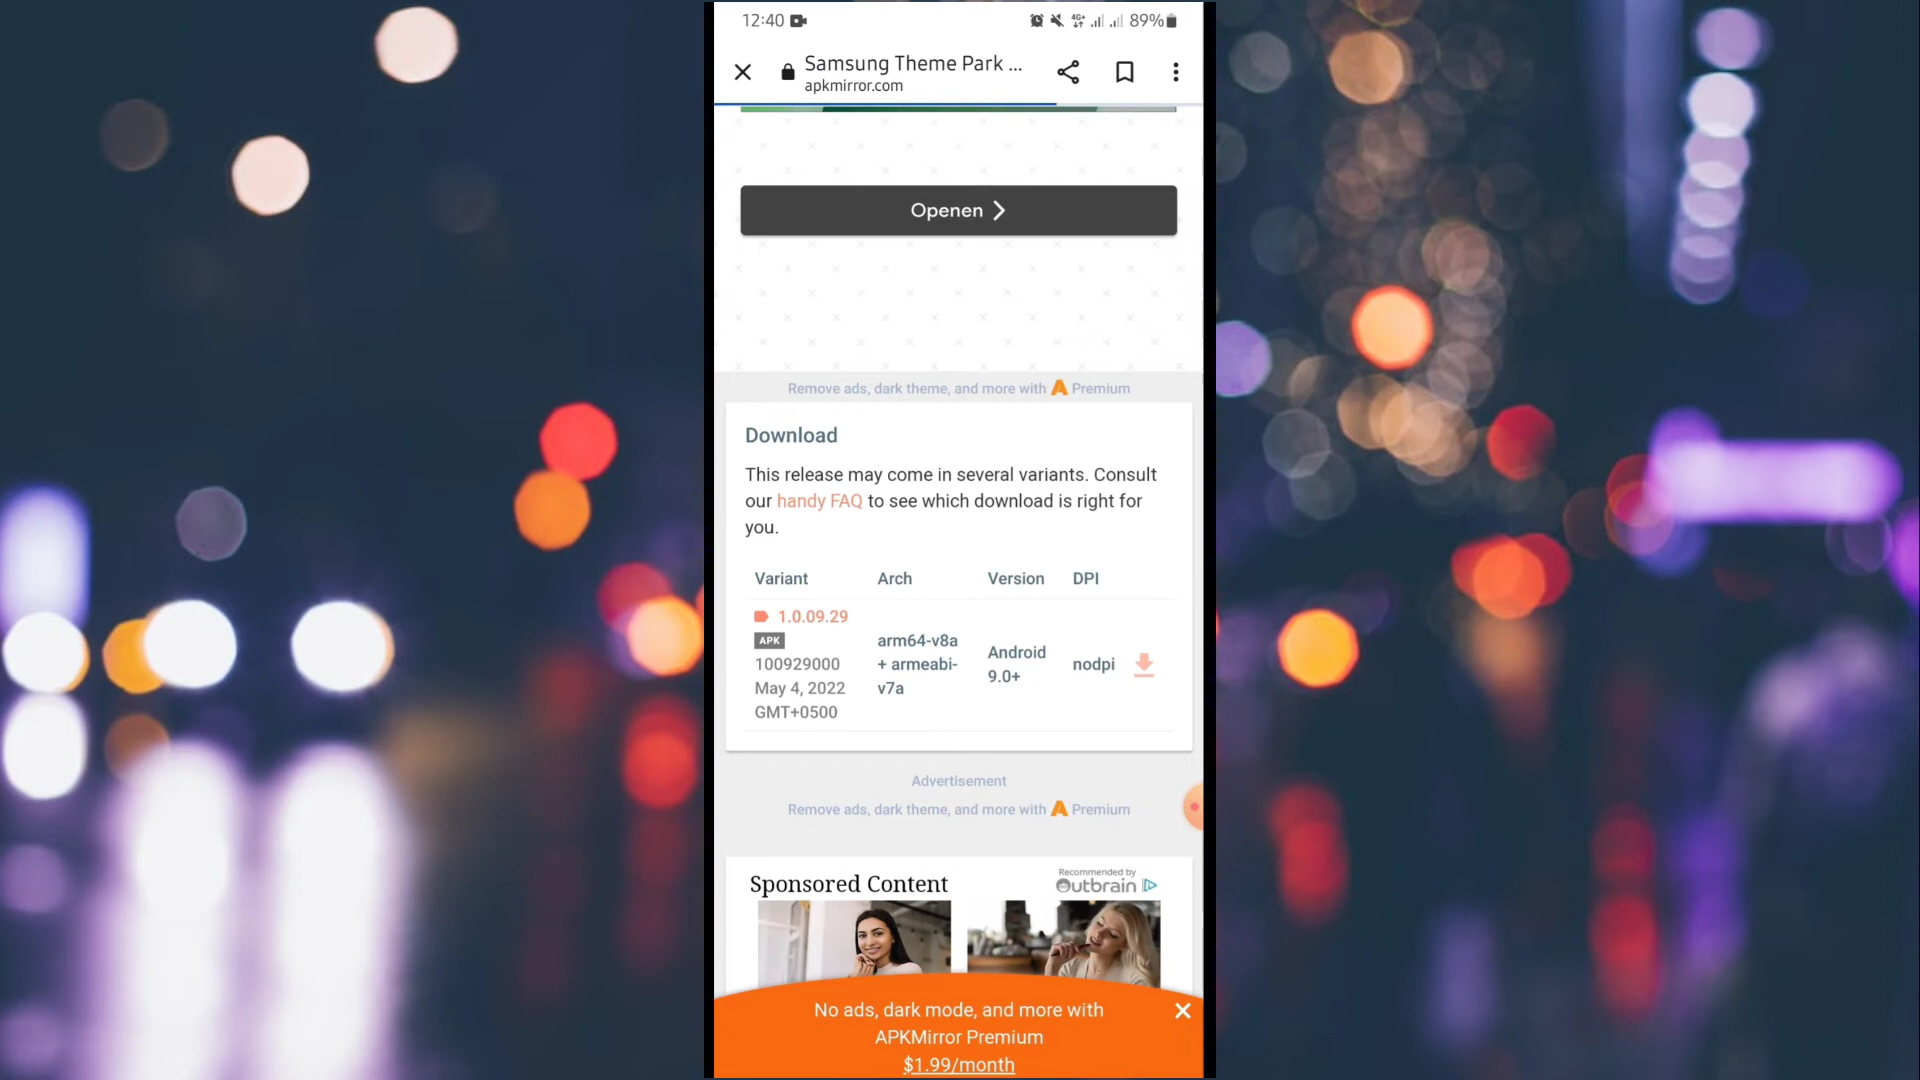 12:40
4G+
89%
Samsung Theme Park ...
apkmirror.com
Openen
Remove ads, dark theme, and more with Premium
Download
This release may come in several variants. Consult
our handy FAQ to see which download is right for
you.
Variant Arch Version DPI
1.0.09.29
APK
100929000
May 4, 2022
GMT+0500
arm64-v8a
+ armeabi-
v7a
Android
9.0+
nodpi
Advertisement
Remove ads, dark theme, and more with Premium
Sponsored Content
Recommended by
Outbrain
No ads, dark mode, and more with
APKMirror Premium
$1.99/month